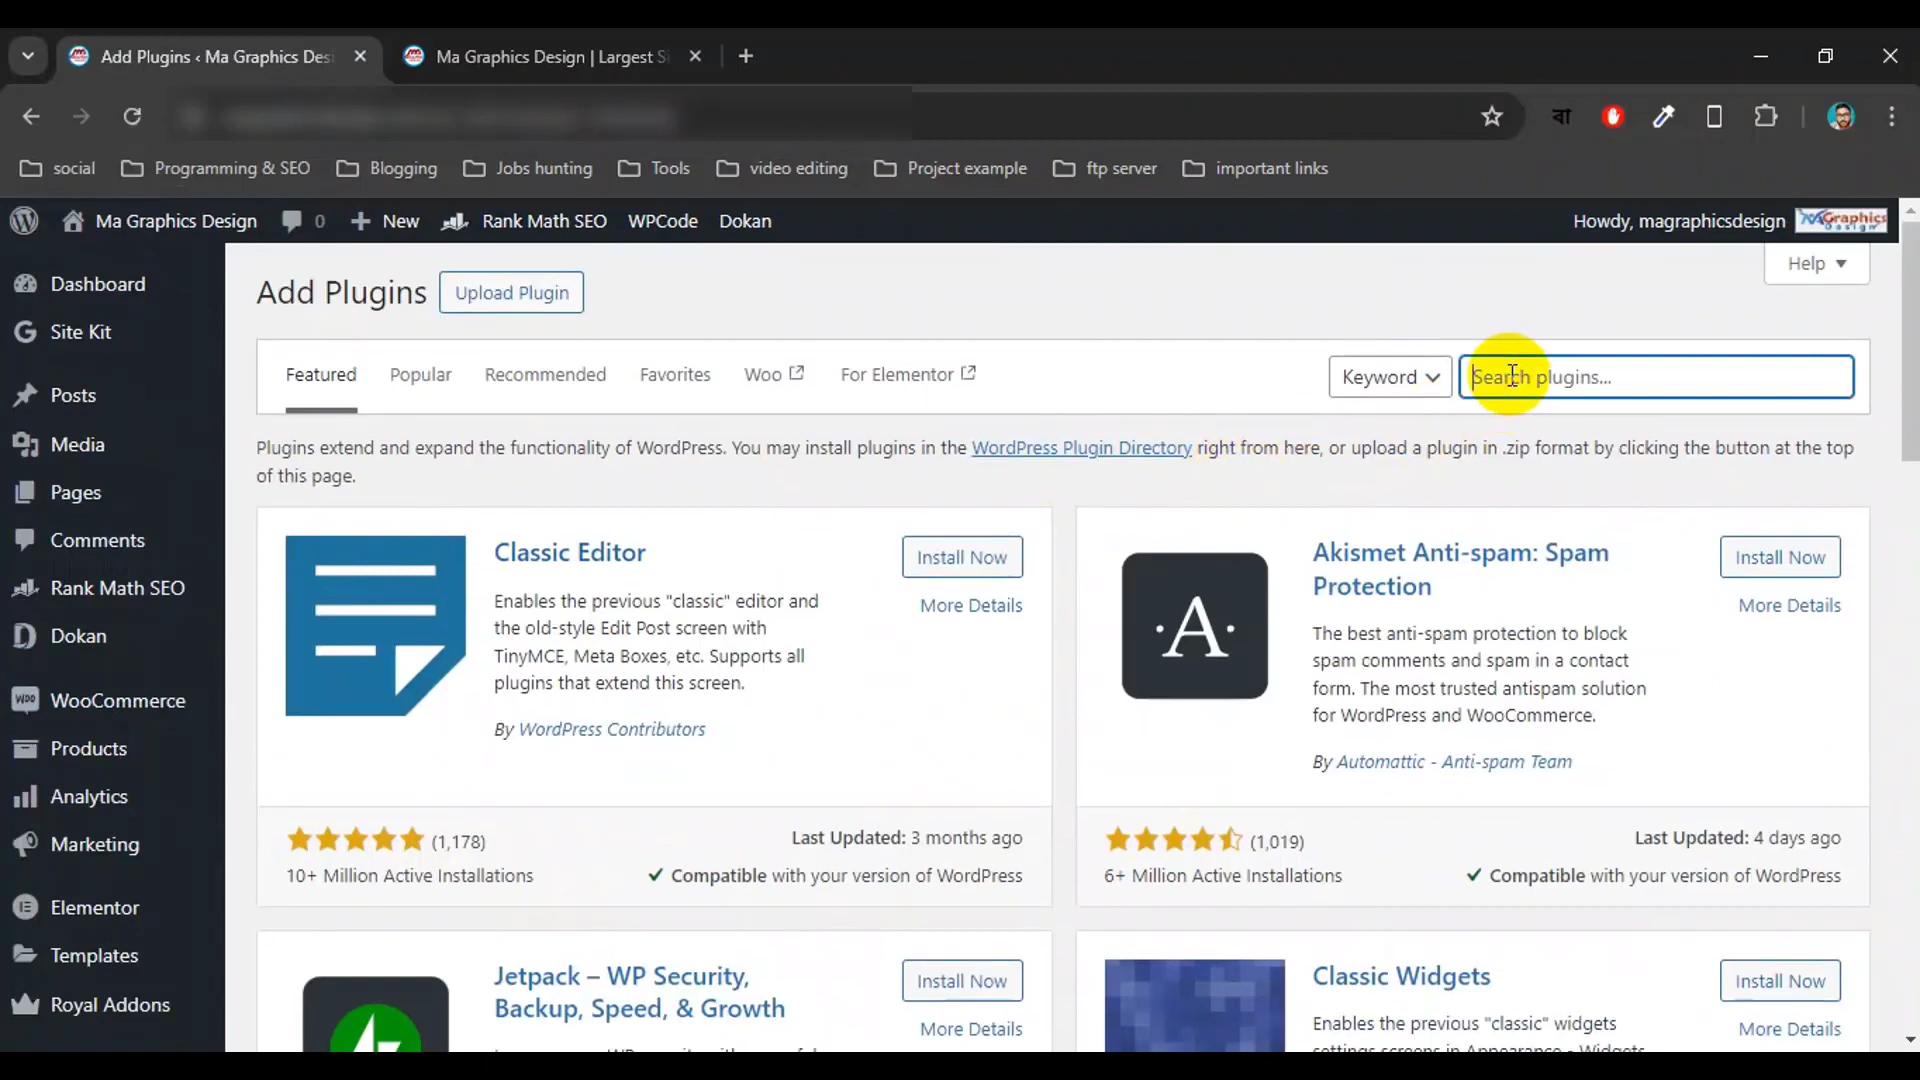 Add Plugins ‹ Ma Graphics Des
Ma Graphics Design | Largest S
social
Programming & SEO
Blogging
Jobs hunting
Tools
video editing
Project example
ftp server
important links
Ma Graphics Design
0
New
Rank Math SEO
WPCode
Dokan
Howdy, magraphicsdesign
Dashboard
Site Kit
Posts
Media
Pages
Comments
Rank Math SEO
Dokan
WooCommerce
Products
Analytics
Marketing
Elementor
Templates
Royal Addons
Help
Add Plugins
Upload Plugin
Featured
Popular
Recommended
Favorites
Woo
For Elementor
Keyword
Search plugins...
Plugins extend and expand the functionality of WordPress. You may install plugins in the WordPress Plugin Directory right from here, or upload a plugin in .zip format by clicking the button at the top
of this page.
Classic Editor
Install Now
More Details
Enables the previous "classic" editor and
the old-style Edit Post screen with
TinyMCE, Meta Boxes, etc. Supports all
plugins that extend this screen.
By WordPress Contributors
(1,178)
Last Updated: 3 months ago
10+ Million Active Installations
Compatible with your version of WordPress
Akismet Anti-spam: Spam
Protection
Install Now
More Details
The best anti-spam protection to block
spam comments and spam in a contact
form. The most trusted antispam solution
for WordPress and WooCommerce.
By Automattic - Anti-spam Team
(1,019)
Last Updated: 4 days ago
6+ Million Active Installations
Compatible with your version of WordPress
Jetpack – WP Security,
Backup, Speed, & Growth
Install Now
More Details
Classic Widgets
Install Now
More Details
Enables the previous "classic" widgets
settings screens in Appearance - Widgets